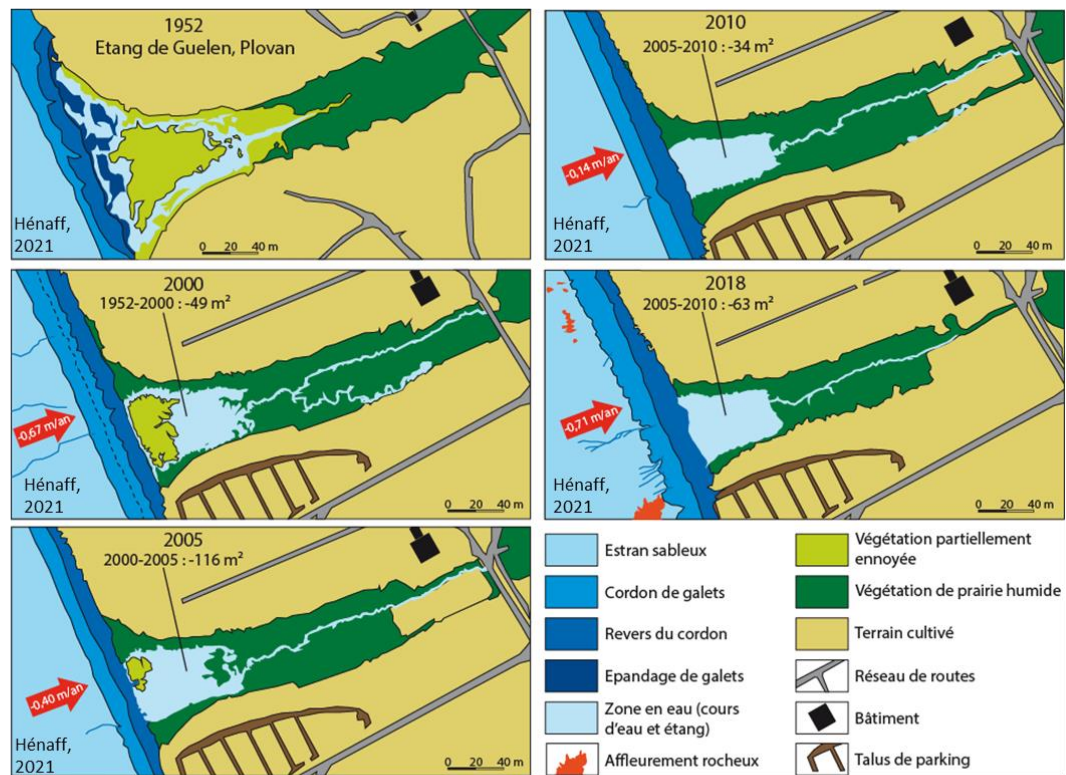 1952
Etang de Guelen, Plovan
Hénaff,
2021
0 20 40 m
2010
2005-2010 : -34 m²
-0,14 m/an
Hénaff,
2021
0 20 40 m
2000
1952-2000 : -49 m²
-0,67 m/an
Hénaff,
2021
0 20 40 m
2018
2005-2010 : -63 m²
-0,71 m/an
Hénaff,
2021
0 20 40 m
2005
2000-2005 : -116 m²
-0,40 m/an
Hénaff,
2021
0 20 40 m
Estran sableux
Cordon de galets
Revers du cordon
Epandage de galets
Zone en eau (cours
d'eau et étang)
Affleurement rocheux
Végétation partiellement
ennoyée
Végétation de prairie humide
Terrain cultivé
Réseau de routes
Bâtiment
Talus de parking